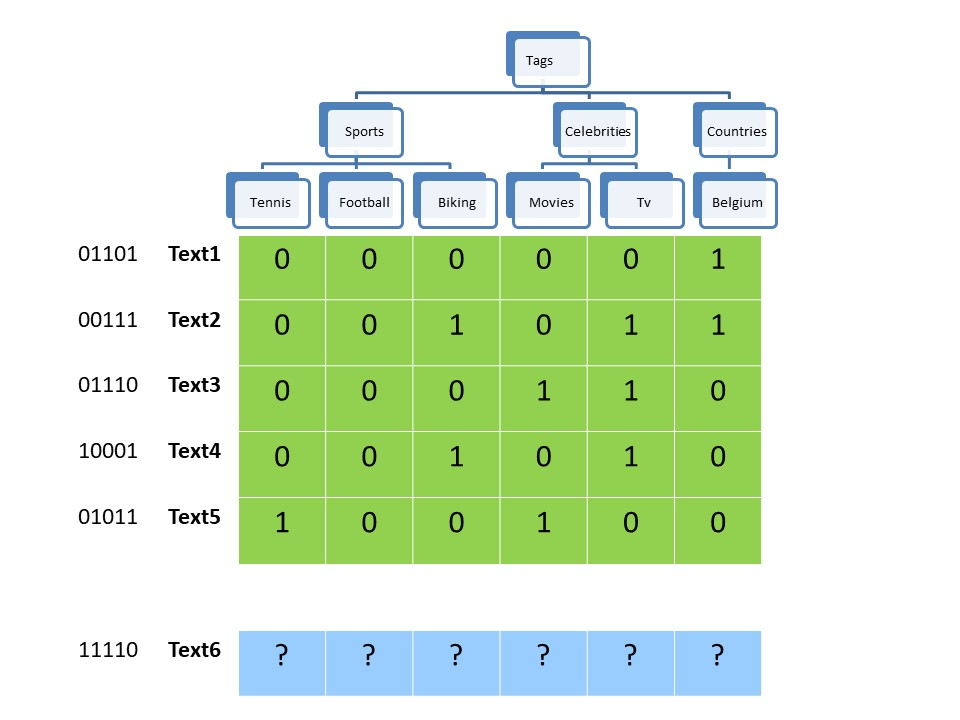 Tags
Sports Celebrities Countries
Tennis Football Biking Movies Tv Belgium
01101 Text1 0 0 0 0 0 1
00111 Text2 0 0 1 0 1 1
01110 Text3 0 0 0 1 1 0
10001 Text4 0 0 1 0 1 0
01011 Text5 1 0 0 1 0 0
11110 Text6 ? ? ? ? ? ?